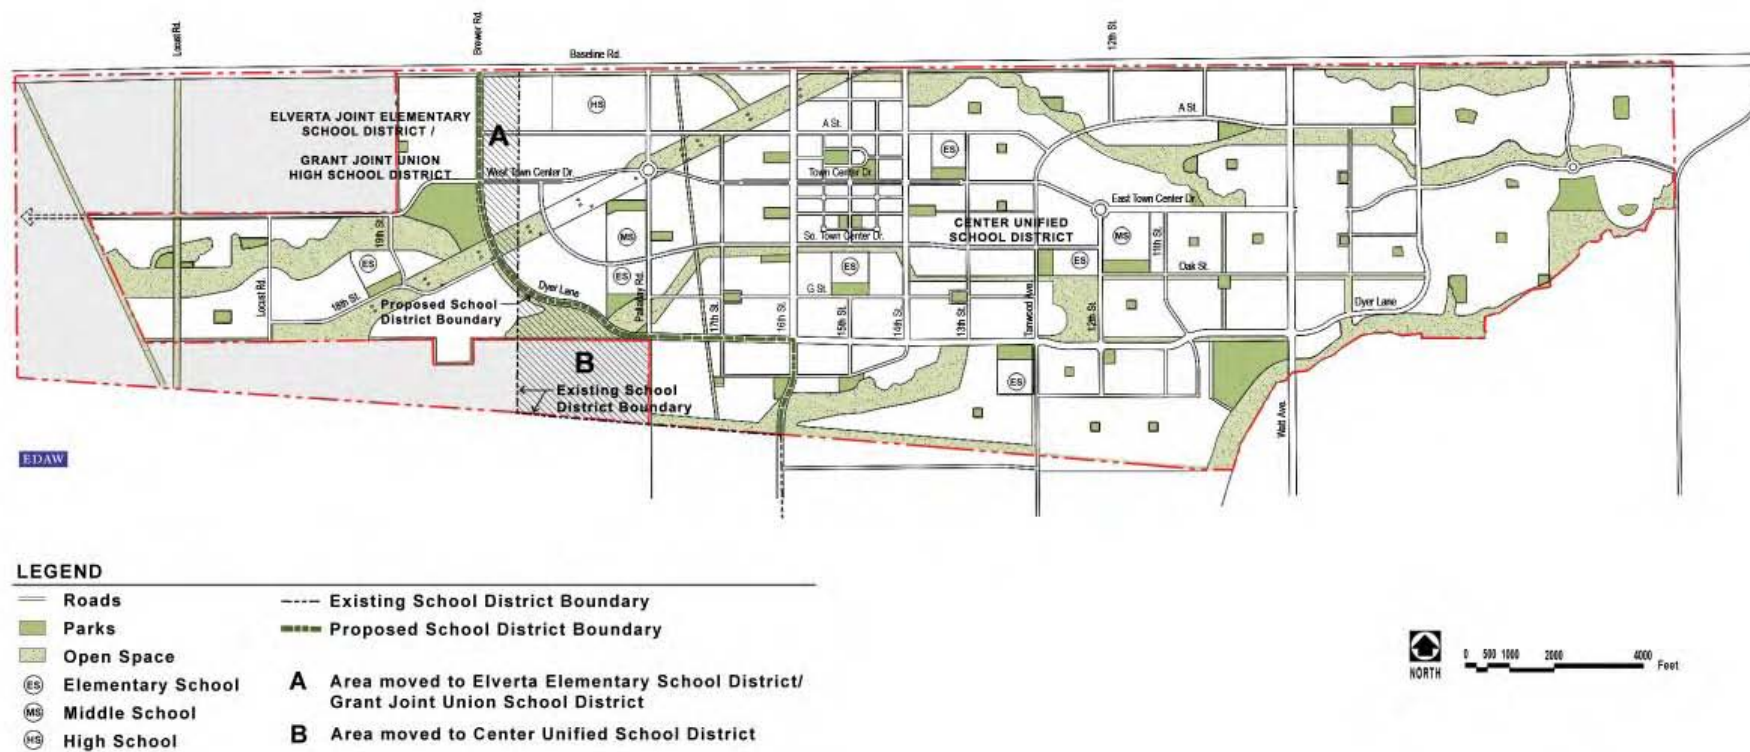 Locust Rd.
Brewer Rd.
Baseline Rd.
12th St.
ELVERTA JOINT ELEMENTARY
SCHOOL DISTRICT /
GRANT JOINT UNION
HIGH SCHOOL DISTRICT
A
HS
A St.
A St.
ES
West Town Center Dr.
Town Center Dr.
East Town Center Dr.
CENTER UNIFIED
SCHOOL DISTRICT
19th St.
MS
So. Town Center Dr.
MS
11th St.
ES
ES
ES
ES
Oak St.
Locust Rd.
18th St.
Proposed School
District Boundary
Dyer Lane
Palladay Rd.
G St.
17th St.
16th St.
15th St.
14th St.
13th St.
Tanwood Ave.
12th St.
Dyer Lane
B
Existing School
District Boundary
ES
Watt Ave.
EDAW
LEGEND
Roads
Parks
Open Space
ES Elementary School
MS Middle School
HS High School
Existing School District Boundary
Proposed School District Boundary
A Area moved to Elverta Elementary School District/
Grant Joint Union School District
B Area moved to Center Unified School District
NORTH
0 500 1000 2000 4000 Feet